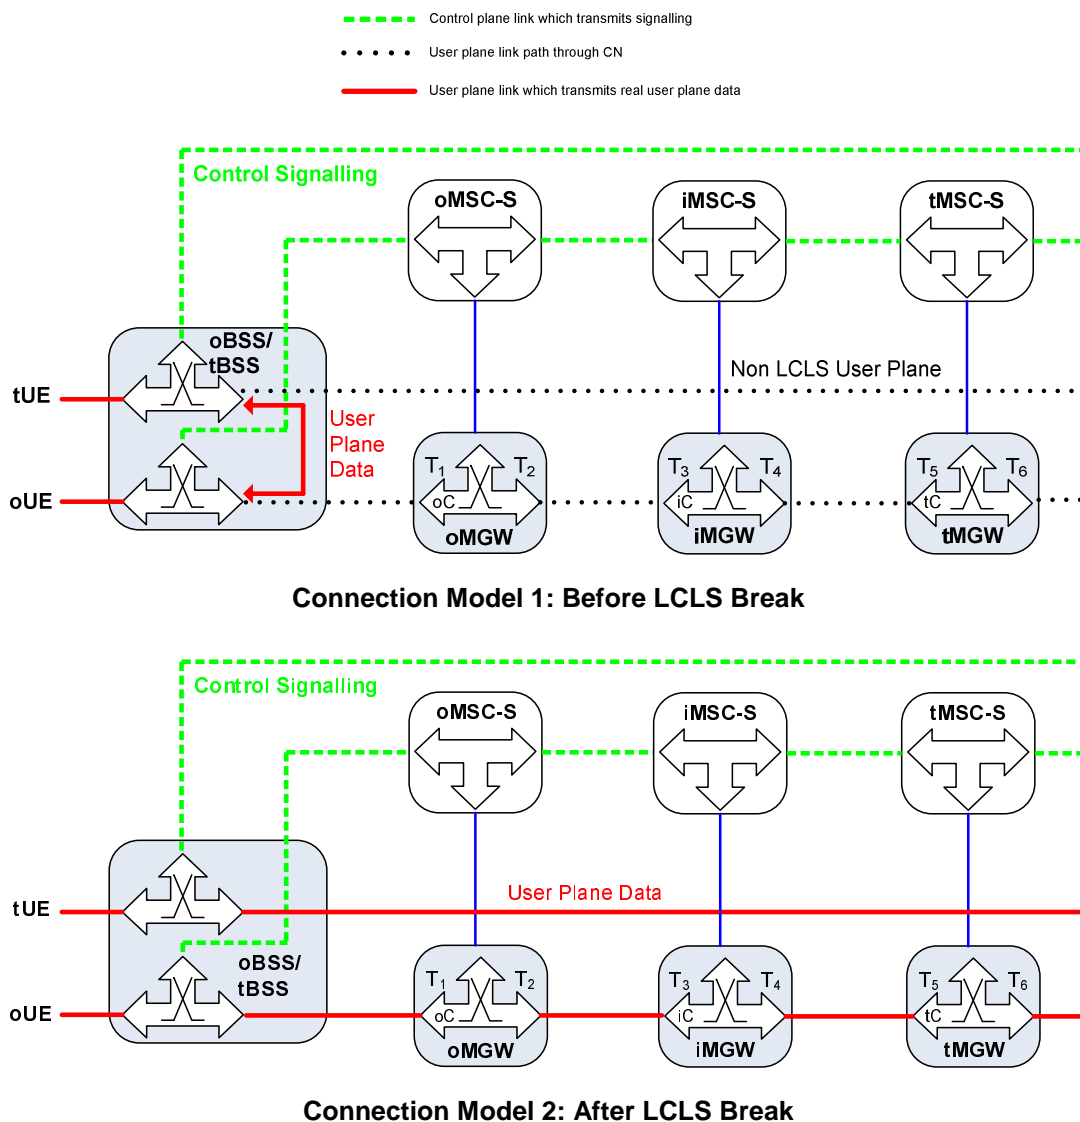 Control plane link which transmits signalling
User plane link path through CN
User plane link which transmits real user plane data
Control Signalling
oMSC-S
iMSC-S
tMSC-S
oBSS/
tBSS
Non LCLS User Plane
tUE
User
Plane
Data
T1 T2
T3 T4
T5 T6
oUE
oC
iC
tC
oMGW
iMGW
tMGW
Connection Model 1: Before LCLS Break
Control Signalling
oMSC-S
iMSC-S
tMSC-S
User Plane Data
tUE
oBSS/
tBSS
T1 T2
T3 T4
T5 T6
oUE
oC
iC
tC
oMGW
iMGW
tMGW
Connection Model 2: After LCLS Break